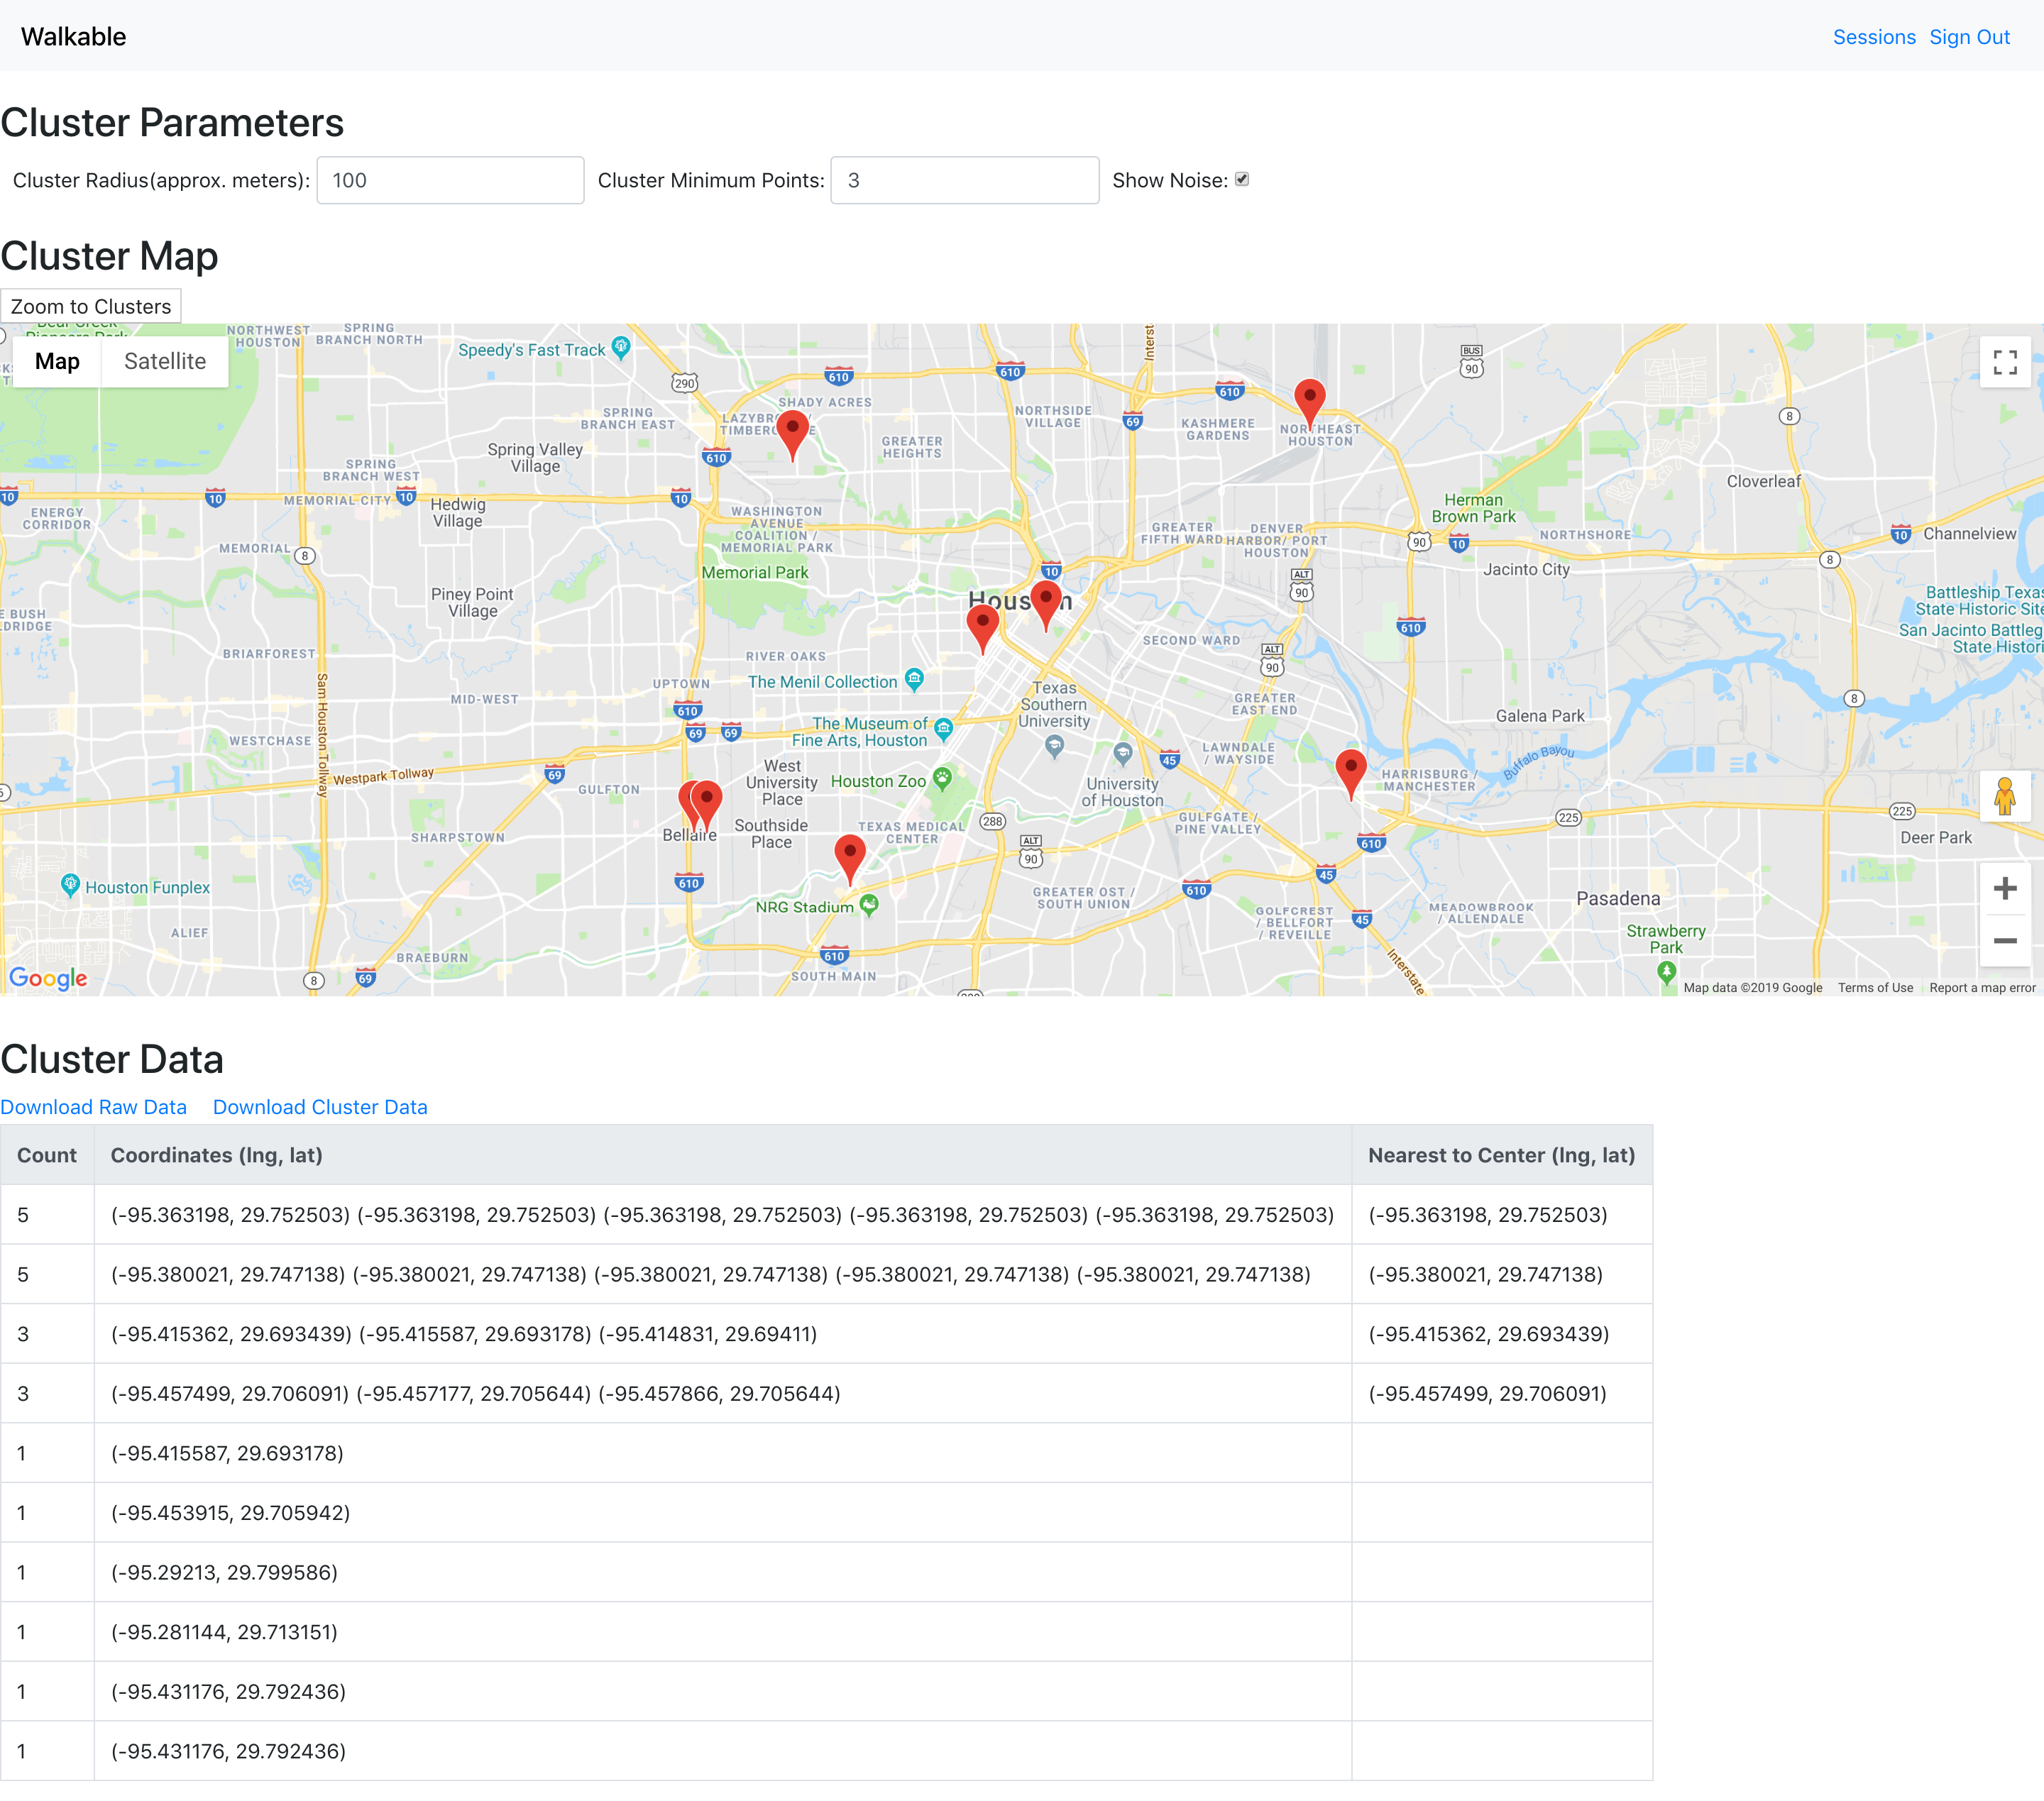 Walkable
Sessions Sign Out
Cluster Parameters
Cluster Radius(approx. meters): 100 Cluster Minimum Points: 3 Show Noise:
Cluster Map
Zoom to Clusters
Map Satellite
NORTHWEST
HOUSTON
SPRING
BRANCH NORTH
Speedy's Fast Track
290
610
610
610
BUS
90
8
SHADY ACRES
SPRING
BRANCH EAST
NORTHSIDE
VILLAGE
69
KASHMERE
GARDENS
NORTHEAST
HOUSTON
GREATER
HEIGHTS
Spring Valley
Village
610
SPRING
BRANCH WEST
Cloverleaf
10
10
MEMORIAL CITY
10
10
Hedwig
Village
Herman
Brown Park
ENERGY
CORRIDOR
WASHINGTON
AVENUE
COALITION /
MEMORIAL PARK
GREATER
FIFTH WARD
DENVER
HARBOR/PORT
HOUSTON
90
10
NORTHSHORE
10
Channelview
MEMORIAL
8
8
Memorial Park
10
Jacinto City
ALT
90
Piney Point
Village
Battleship Texas
State Historic Site
E BUSH
LDRIDGE
610
SECOND WARD
San Jacinto Battleg
State Histori
BRIARFOREST
RIVER OAKS
ALT
90
The Menil Collection
UPTOWN
MID-WEST
Texas
Southern
University
GREATER
EAST END
8
610
Galena Park
The Museum of
Fine Arts, Houston
69
69
WESTCHASE
LAWNDALE
/ WAYSIDE
Buffalo Bayou
45
Sam Houston Tollway
Westpark Tollway
69
West
University
Place
Houston Zoo
University
of Houston
HARRISBURG /
MANCHESTER
GULFTON
288
GULFGATE /
PINE VALLEY
225
225
Bellaire
Southside
Place
TEXAS MEDICAL
CENTER
SHARPSTOWN
610
Deer Park
ALT
90
45
Houston Funplex
610
610
GREATER OST /
SOUTH UNION
Pasadena
NRG Stadium
GOLFCREST
/ BELLFORT
/ REVEILLE
45
MEADOWBROOK
/ ALLENDALE
ALIEF
Strawberry
Park
BRAEBURN
610
Interstate
Google
8
69
SOUTH MAIN
Map data ©2019 Google Terms of Use Report a map error
Cluster Data
Download Raw Data Download Cluster Data
Count Coordinates (lng, lat) Nearest to Center (lng, lat)
5 (-95.363198, 29.752503) (-95.363198, 29.752503) (-95.363198, 29.752503) (-95.363198, 29.752503) (-95.363198, 29.752503) (-95.363198, 29.752503)
5 (-95.380021, 29.747138) (-95.380021, 29.747138) (-95.380021, 29.747138) (-95.380021, 29.747138) (-95.380021, 29.747138) (-95.380021, 29.747138)
3 (-95.415362, 29.693439) (-95.415587, 29.693178) (-95.414831, 29.69411) (-95.415362, 29.693439)
3 (-95.457499, 29.706091) (-95.457177, 29.705644) (-95.457866, 29.705644) (-95.457499, 29.706091)
1 (-95.415587, 29.693178)
1 (-95.453915, 29.705942)
1 (-95.29213, 29.799586)
1 (-95.281144, 29.713151)
1 (-95.431176, 29.792436)
1 (-95.431176, 29.792436)